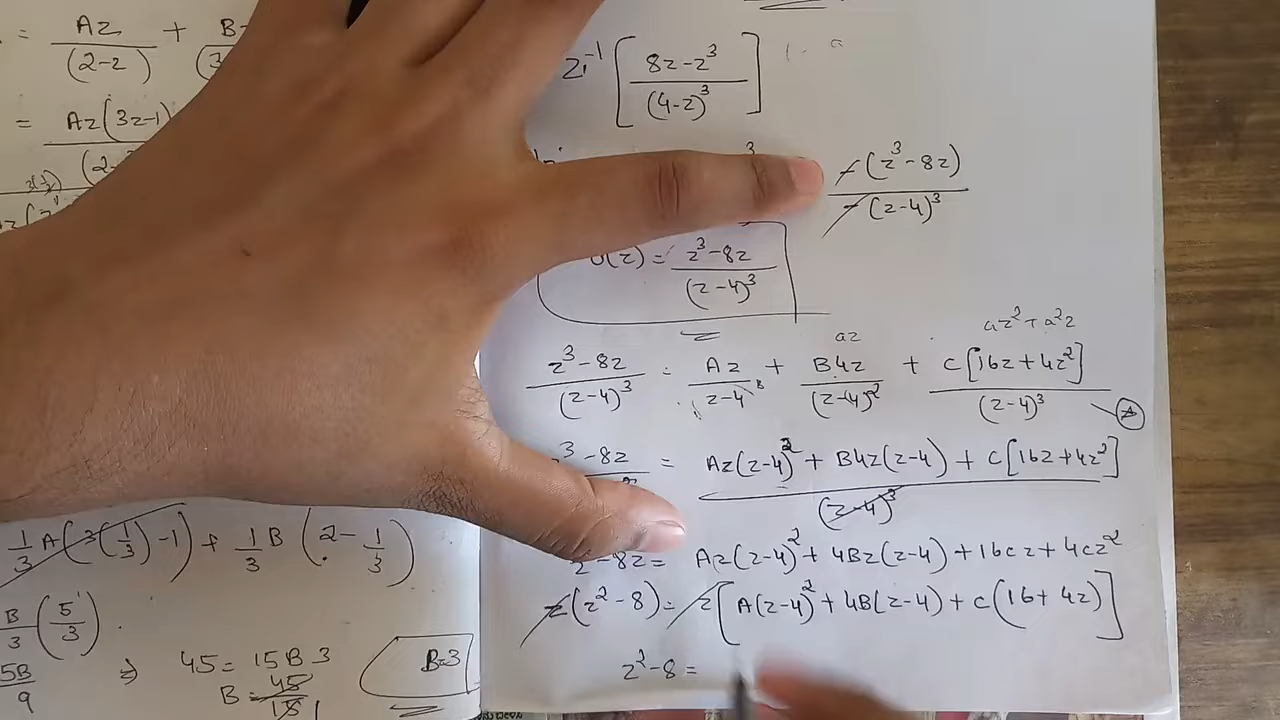 = Az/(2-z) + B
= Az(3z-1)
1/3 A(3(1/3) - 1) + 1/3 B (2 - 1/3)
B/3 (5/3)
5B/9
⇒ 45 = 15B 3
B = 45/15
B=3
z⁻¹ [ (8z - z³)/(4-z)³ ]
-(z³ - 8z)/-(z-4)³
(z) = (z³ - 8z)/(z-4)³
az
az² + a²z
(z³ - 8z)/(z-4)³ = Az/(z-4) + B4z/(z-4)² + C[16z + 4z²]/(z-4)³
³ - 8z = (Az(z-4)² + B4z(z-4) + C[16z + 4z²])/(z-4)³
- 8z = Az(z-4)² + 4Bz(z-4) + 16cz + 4cz²
z(z² - 8) = z[A(z-4)² + 4B(z-4) + C(16 + 4z)]
z² - 8 =